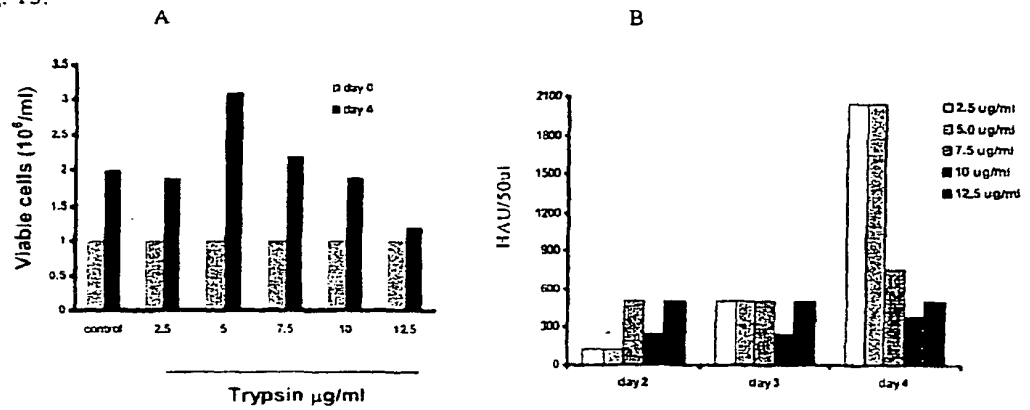 A
B
Viable cells (10⁶/ml)
3.5
3
2.5
2
1.5
1
0.5
0
day 0
day 4
control
2.5
5
7.5
10
12.5
Trypsin µg/ml
HAU/50ul
2100
1800
1500
1200
900
600
300
0
day 2
day 3
day 4
2.5 ug/ml
5.0 ug/ml
7.5 ug/ml
10 ug/ml
12.5 ug/ml